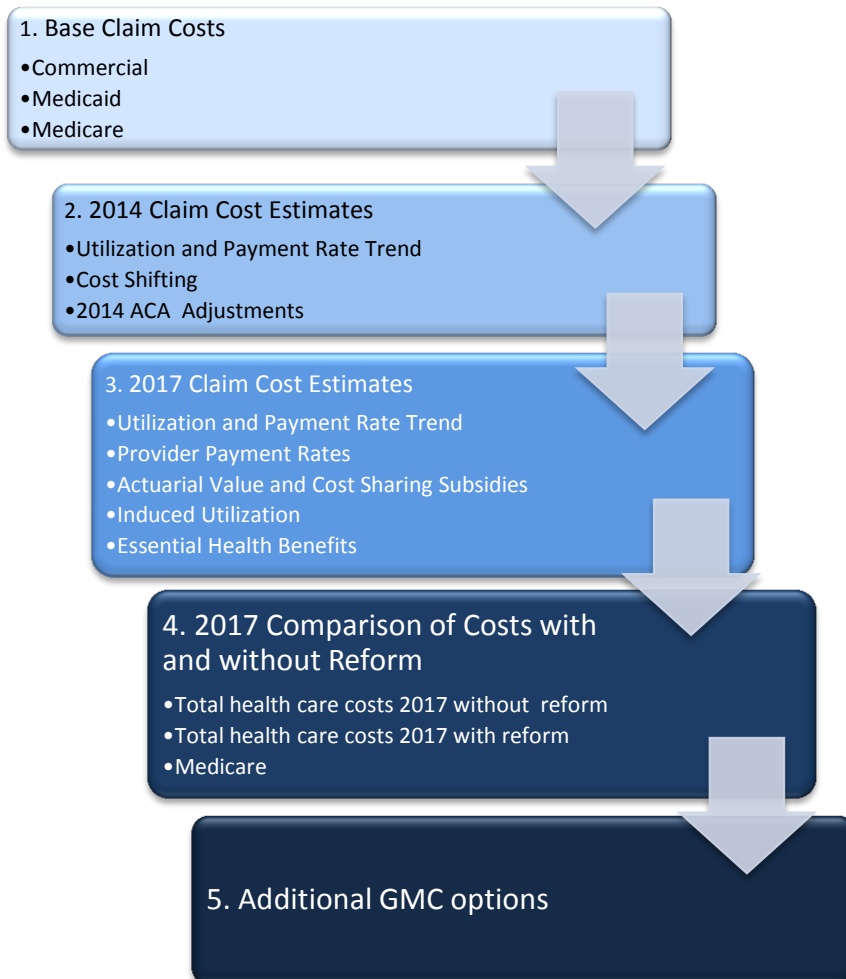 1. Base Claim Costs
•Commercial
•Medicaid
•Medicare
2. 2014 Claim Cost Estimates
•Utilization and Payment Rate Trend
•Cost Shifting
•2014 ACA  Adjustments
3. 2017 Claim Cost Estimates
•Utilization and Payment Rate Trend
•Provider Payment Rates
•Actuarial Value and Cost Sharing Subsidies
•Induced Utilization
•Essential Health Benefits
4. 2017 Comparison of Costs with
and without Reform
•Total health care costs 2017 without  reform
•Total health care costs 2017 with reform
•Medicare
5. Additional GMC options